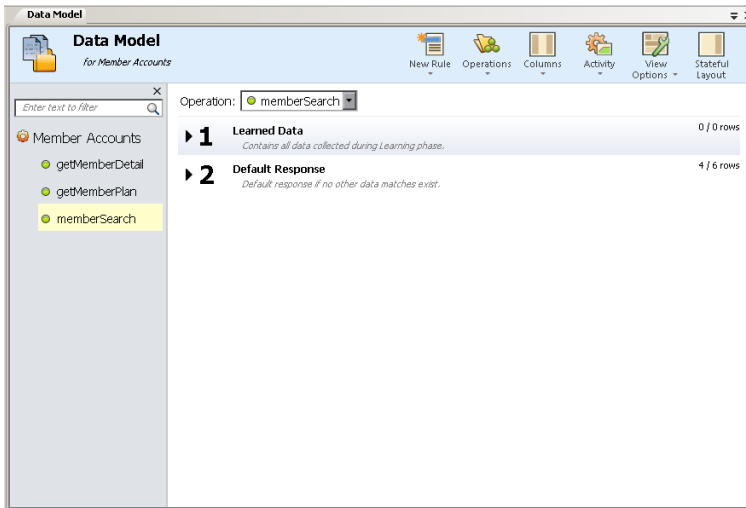 Data Model
Data Model
for Member Accounts
New Rule
Operations
Columns
Activity
View
Options
Stateful
Layout
Enter text to filter
Member Accounts
getMemberDetail
getMemberPlan
memberSearch
Operation: memberSearch
1 Learned Data 0 / 0 rows
Contains all data collected during Learning phase.
2 Default Response 4 / 6 rows
Default response if no other data matches exist.